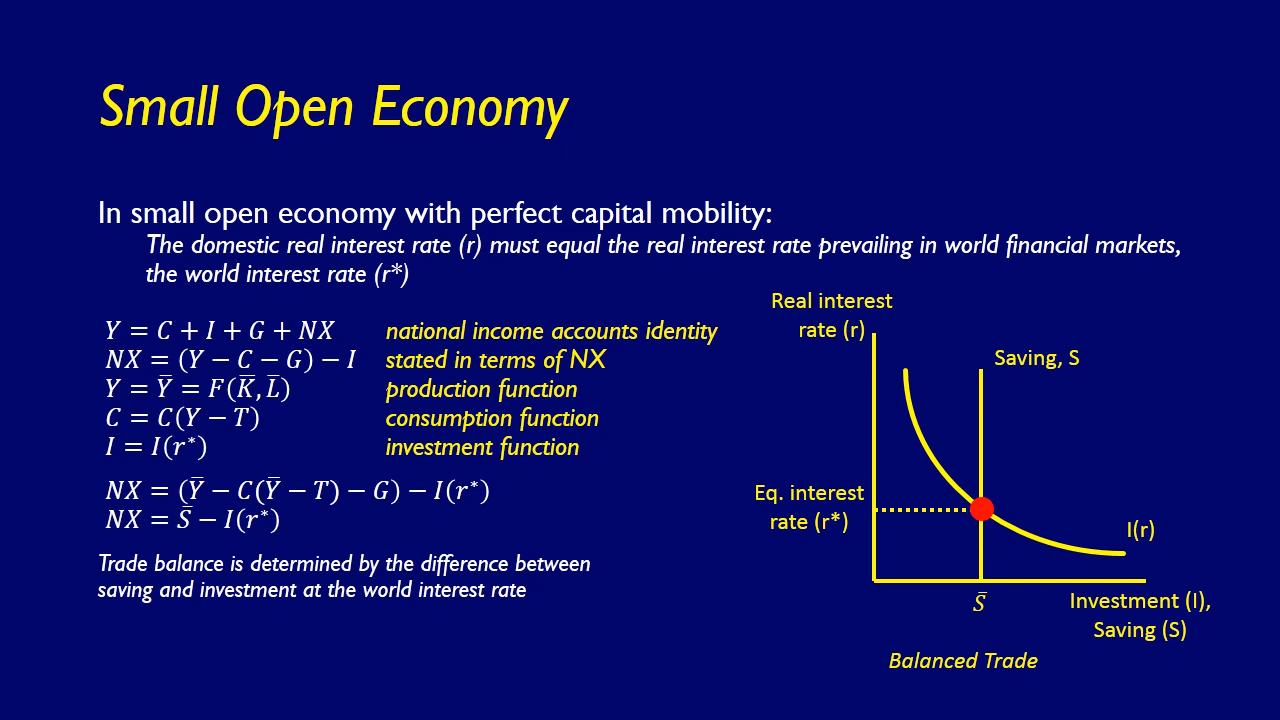 Small Open Economy
In small open economy with perfect capital mobility:
The domestic real interest rate (r) must equal the real interest rate prevailing in world financial markets,
the world interest rate (r*)
Y = C + I + G + NX national income accounts identity
NX = (Y − C − G) − I stated in terms of NX
Y = Y̅ = F(K̅, L̅) production function
C = C(Y − T) consumption function
I = I(r*) investment function
NX = (Y̅ − C(Y̅ − T) − G) − I(r*)
NX = S̅ − I(r*)
Trade balance is determined by the difference between
saving and investment at the world interest rate
Real interest
rate (r)
Saving, S
Eq. interest
rate (r*)
I(r)
S̅
Investment (I),
Saving (S)
Balanced Trade